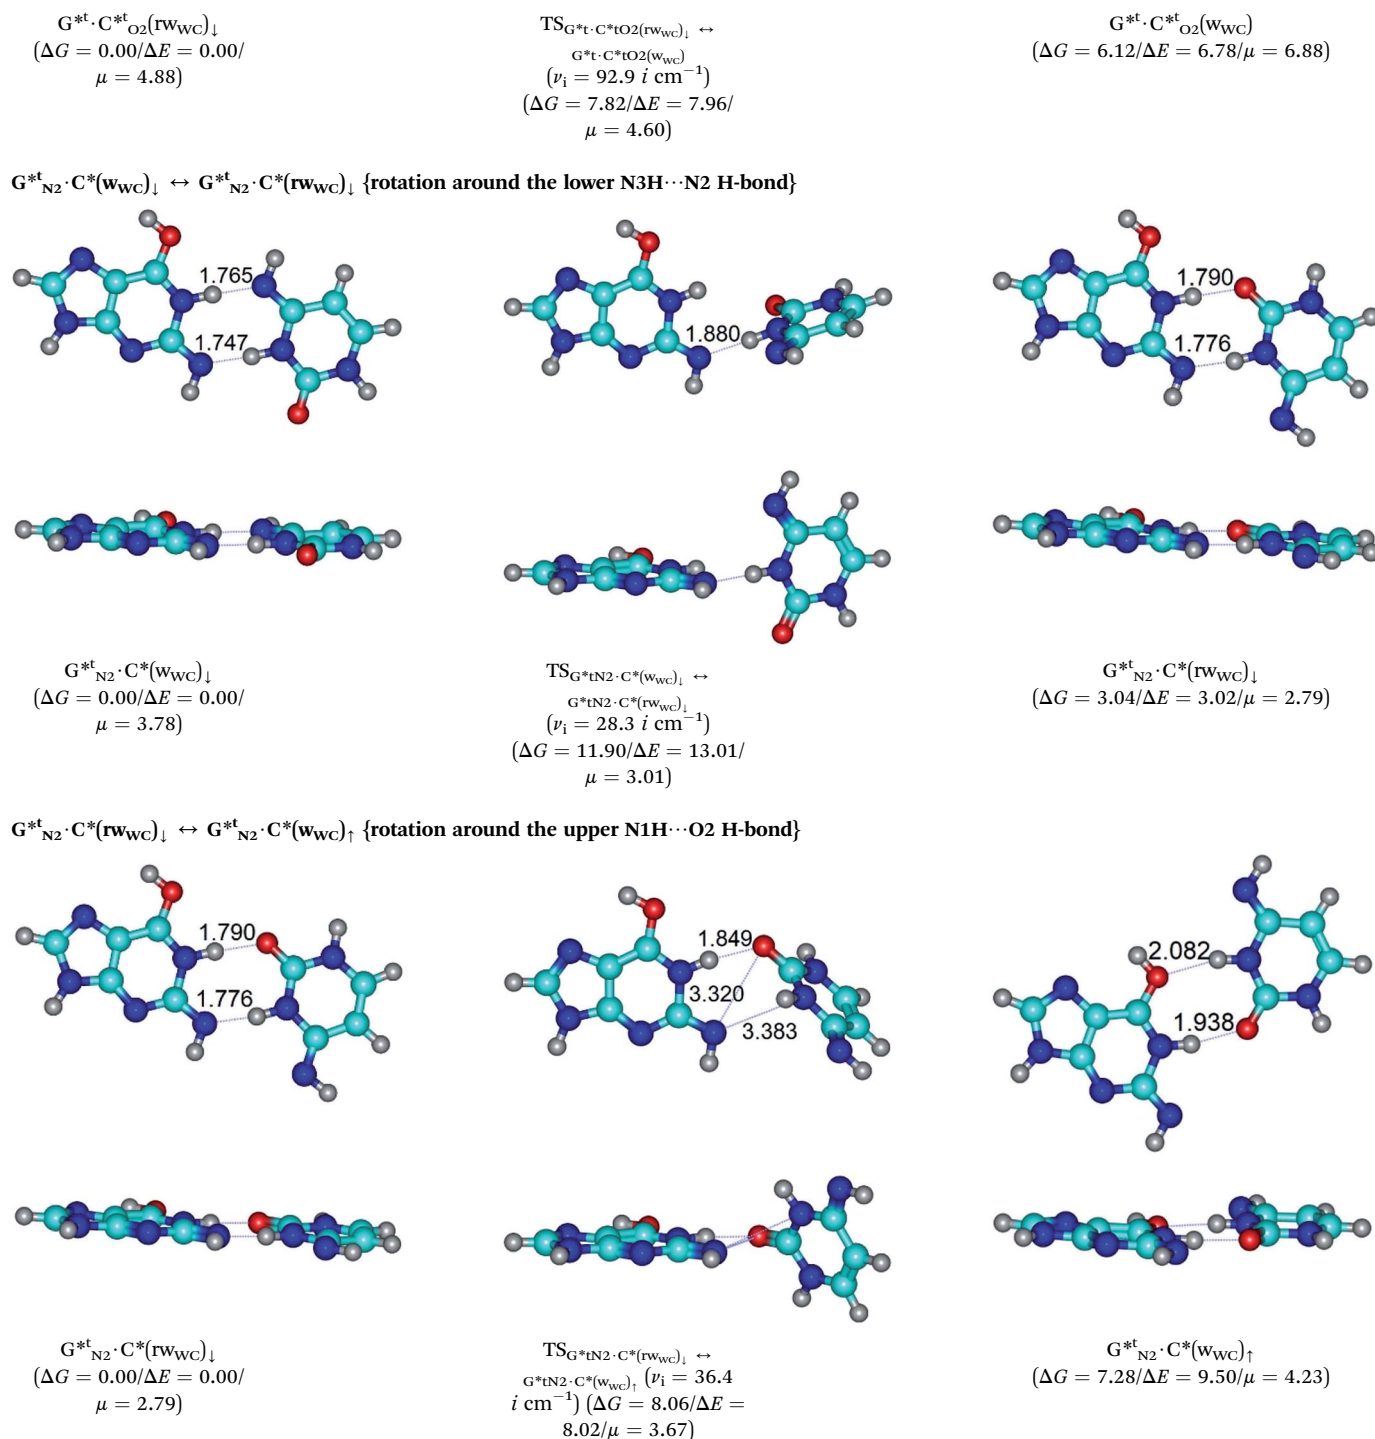 G*ᵗ·C*ᵗO2(rwWC)↓
(ΔG = 0.00/ΔE = 0.00/
μ = 4.88)
TSG*t·C*tO2(rwWC)↓ ↔
G*t·C*tO2(wWC)
(νi = 92.9 i cm⁻¹)
(ΔG = 7.82/ΔE = 7.96/
μ = 4.60)
G*ᵗ·C*ᵗO2(wWC)
(ΔG = 6.12/ΔE = 6.78/μ = 6.88)
G*ᵗN2·C*(wWC)↓ ↔ G*ᵗN2·C*(rwWC)↓ {rotation around the lower N3H···N2 H-bond}
1.765
1.747
1.880
1.790
1.776
G*ᵗN2·C*(wWC)↓
(ΔG = 0.00/ΔE = 0.00/
μ = 3.78)
TSG*tN2·C*(wWC)↓ ↔
G*tN2·C*(rwWC)↓
(νi = 28.3 i cm⁻¹)
(ΔG = 11.90/ΔE = 13.01/
μ = 3.01)
G*ᵗN2·C*(rwWC)↓
(ΔG = 3.04/ΔE = 3.02/μ = 2.79)
G*ᵗN2·C*(rwWC)↓ ↔ G*ᵗN2·C*(wWC)↑ {rotation around the upper N1H···O2 H-bond}
1.790
1.776
1.849
3.320
3.383
2.082
1.938
G*ᵗN2·C*(rwWC)↓
(ΔG = 0.00/ΔE = 0.00/
μ = 2.79)
TSG*tN2·C*(rwWC)↓ ↔
G*tN2·C*(wWC)↑ (νi = 36.4
i cm⁻¹) (ΔG = 8.06/ΔE =
8.02/μ = 3.67)
G*ᵗN2·C*(wWC)↑
(ΔG = 7.28/ΔE = 9.50/μ = 4.23)